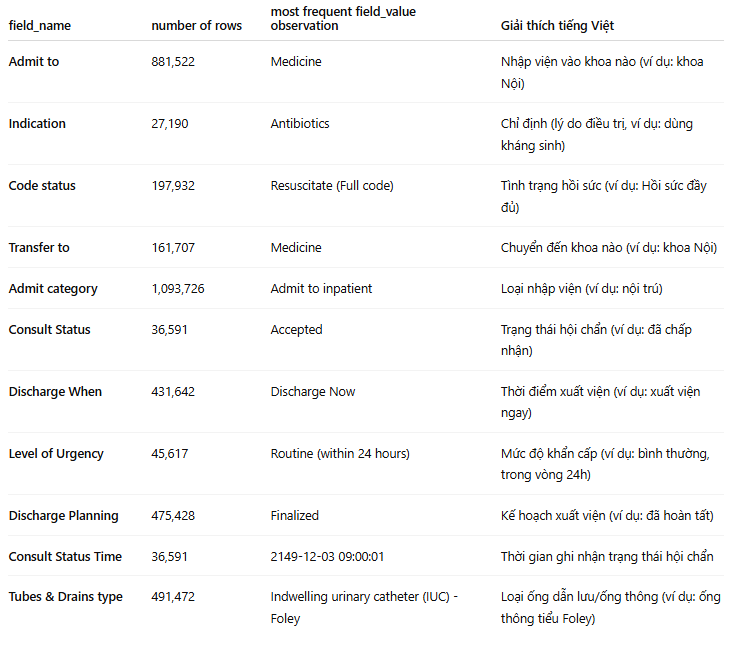 field_name number of rows most frequent field_value observation Giải thích tiếng Việt
Admit to 881,522 Medicine Nhập viện vào khoa nào (ví dụ: khoa
Nội)
Indication 27,190 Antibiotics Chỉ định (lý do điều trị, ví dụ: dùng
kháng sinh)
Code status 197,932 Resuscitate (Full code) Tình trạng hồi sức (ví dụ: Hồi sức đầy
đủ)
Transfer to 161,707 Medicine Chuyển đến khoa nào (ví dụ: khoa Nội)
Admit category 1,093,726 Admit to inpatient Loại nhập viện (ví dụ: nội trú)
Consult Status 36,591 Accepted Trạng thái hội chẩn (ví dụ: đã chấp
nhận)
Discharge When 431,642 Discharge Now Thời điểm xuất viện (ví dụ: xuất viện
ngay)
Level of Urgency 45,617 Routine (within 24 hours) Mức độ khẩn cấp (ví dụ: bình thường,
trong vòng 24h)
Discharge Planning 475,428 Finalized Kế hoạch xuất viện (ví dụ: đã hoàn tất)
Consult Status Time 36,591 2149-12-03 09:00:01 Thời gian ghi nhận trạng thái hội chẩn
Tubes & Drains type 491,472 Indwelling urinary catheter (IUC) - Loại ống dẫn lưu/ống thông (ví dụ: ống
Foley thông tiểu Foley)